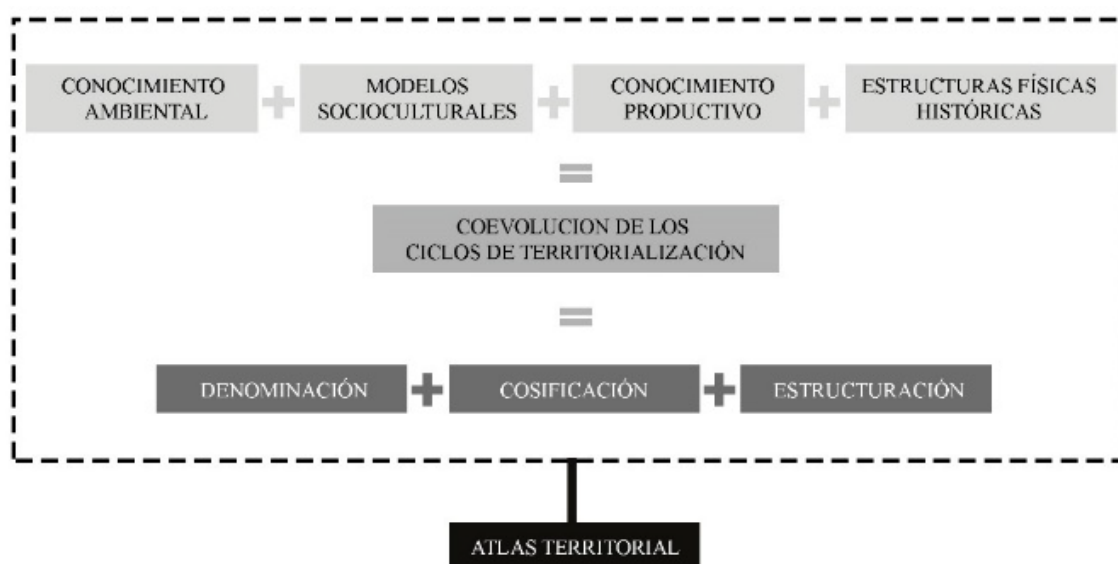 CONOCIMIENTO
AMBIENTAL
+
MODELOS
SOCIOCULTURALES
+
CONOCIMIENTO
PRODUCTIVO
+
ESTRUCTURAS FÍSICAS
HISTÓRICAS
=
COEVOLUCION DE LOS
CICLOS DE TERRITORIALIZACIÓN
=
DENOMINACIÓN + COSIFICACIÓN + ESTRUCTURACIÓN
ATLAS TERRITORIAL